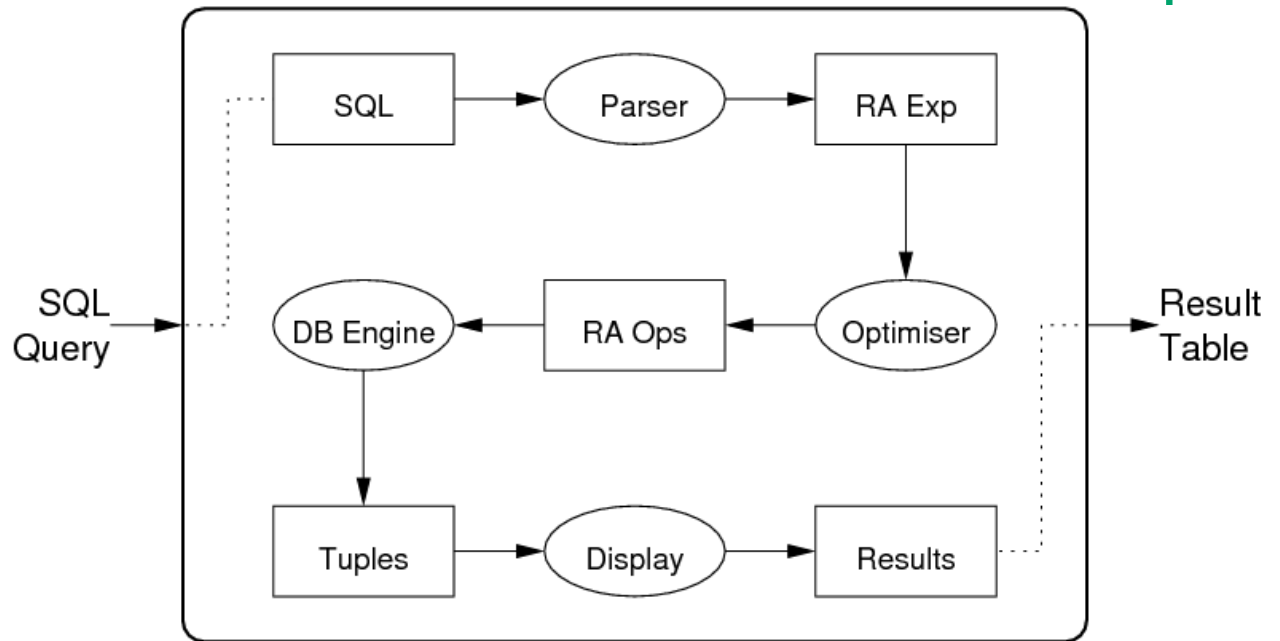 SQL
Parser
RA Exp
SQL
Query
DB Engine
RA Ops
Optimiser
Result
Table
Tuples
Display
Results